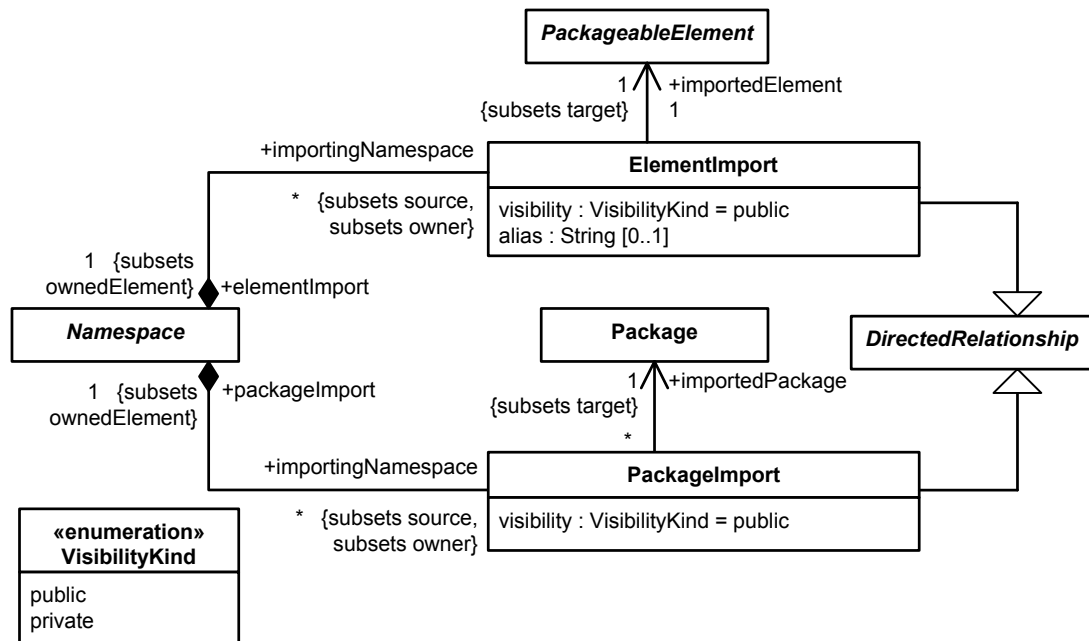 PackageableElement
1
+importedElement
{subsets target}
1
+importingNamespace
ElementImport
* {subsets source,
subsets owner}
visibility : VisibilityKind = public
alias : String [0..1]
1 {subsets
ownedElement}
+elementImport
Namespace
Package
DirectedRelationship
1 {subsets
ownedElement}
+packageImport
1
+importedPackage
{subsets target}
*
+importingNamespace
PackageImport
* {subsets source,
subsets owner}
visibility : VisibilityKind = public
«enumeration»
VisibilityKind
public
private